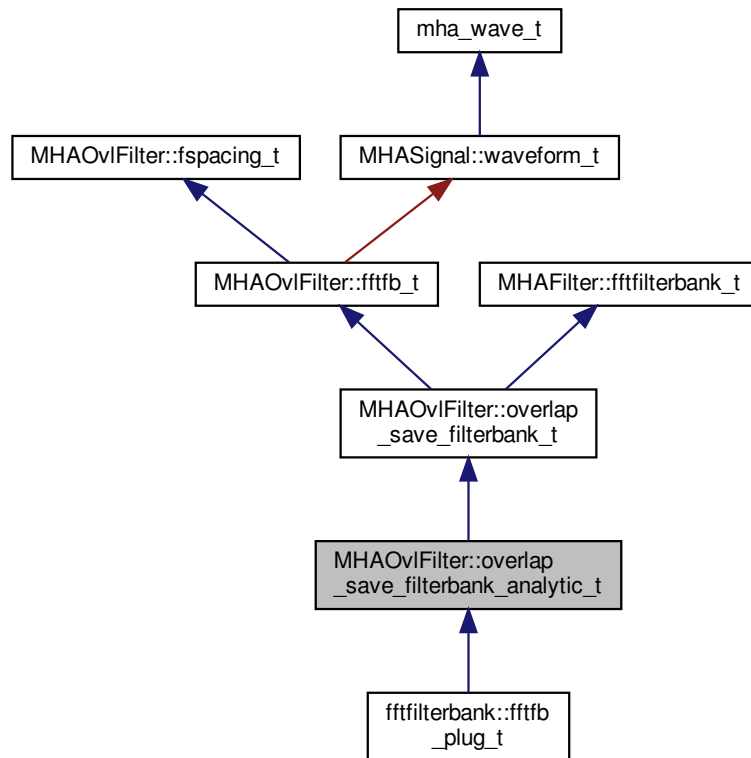 mha_wave_t
MHAOvlFilter::fspacing_t
MHASignal::waveform_t
MHAOvlFilter::fftfb_t
MHAFilter::fftfilterbank_t
MHAOvlFilter::overlap
_save_filterbank_t
MHAOvlFilter::overlap
_save_filterbank_analytic_t
fftfilterbank::fftfb
_plug_t